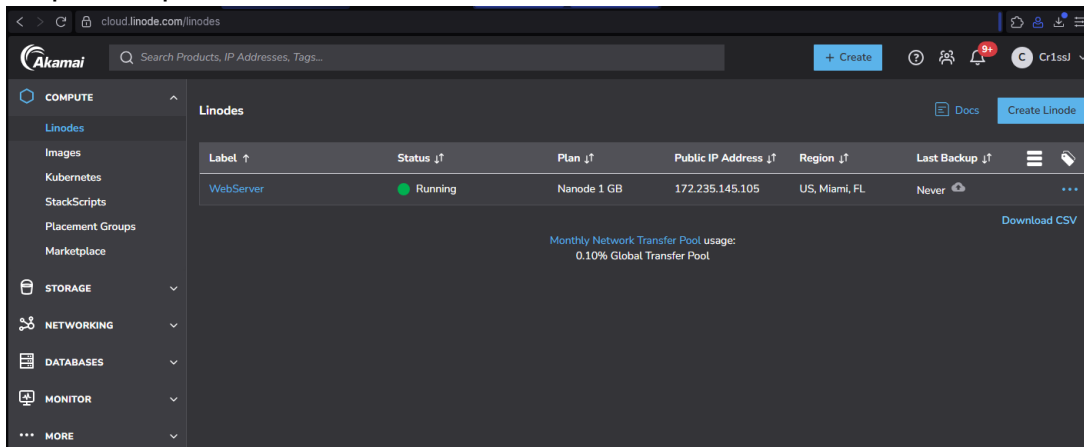 cloud.linode.com/linodes
Akamai
Search Products, IP Addresses, Tags...
+ Create
9+
C
Cr1ssJ
COMPUTE
Linodes
Images
Kubernetes
StackScripts
Placement Groups
Marketplace
STORAGE
NETWORKING
DATABASES
MONITOR
MORE
Linodes
Docs
Create Linode
Label Status Plan Public IP Address Region Last Backup
WebServer Running Nanode 1 GB 172.235.145.105 US, Miami, FL Never
Download CSV
Monthly Network Transfer Pool usage:
0.10% Global Transfer Pool